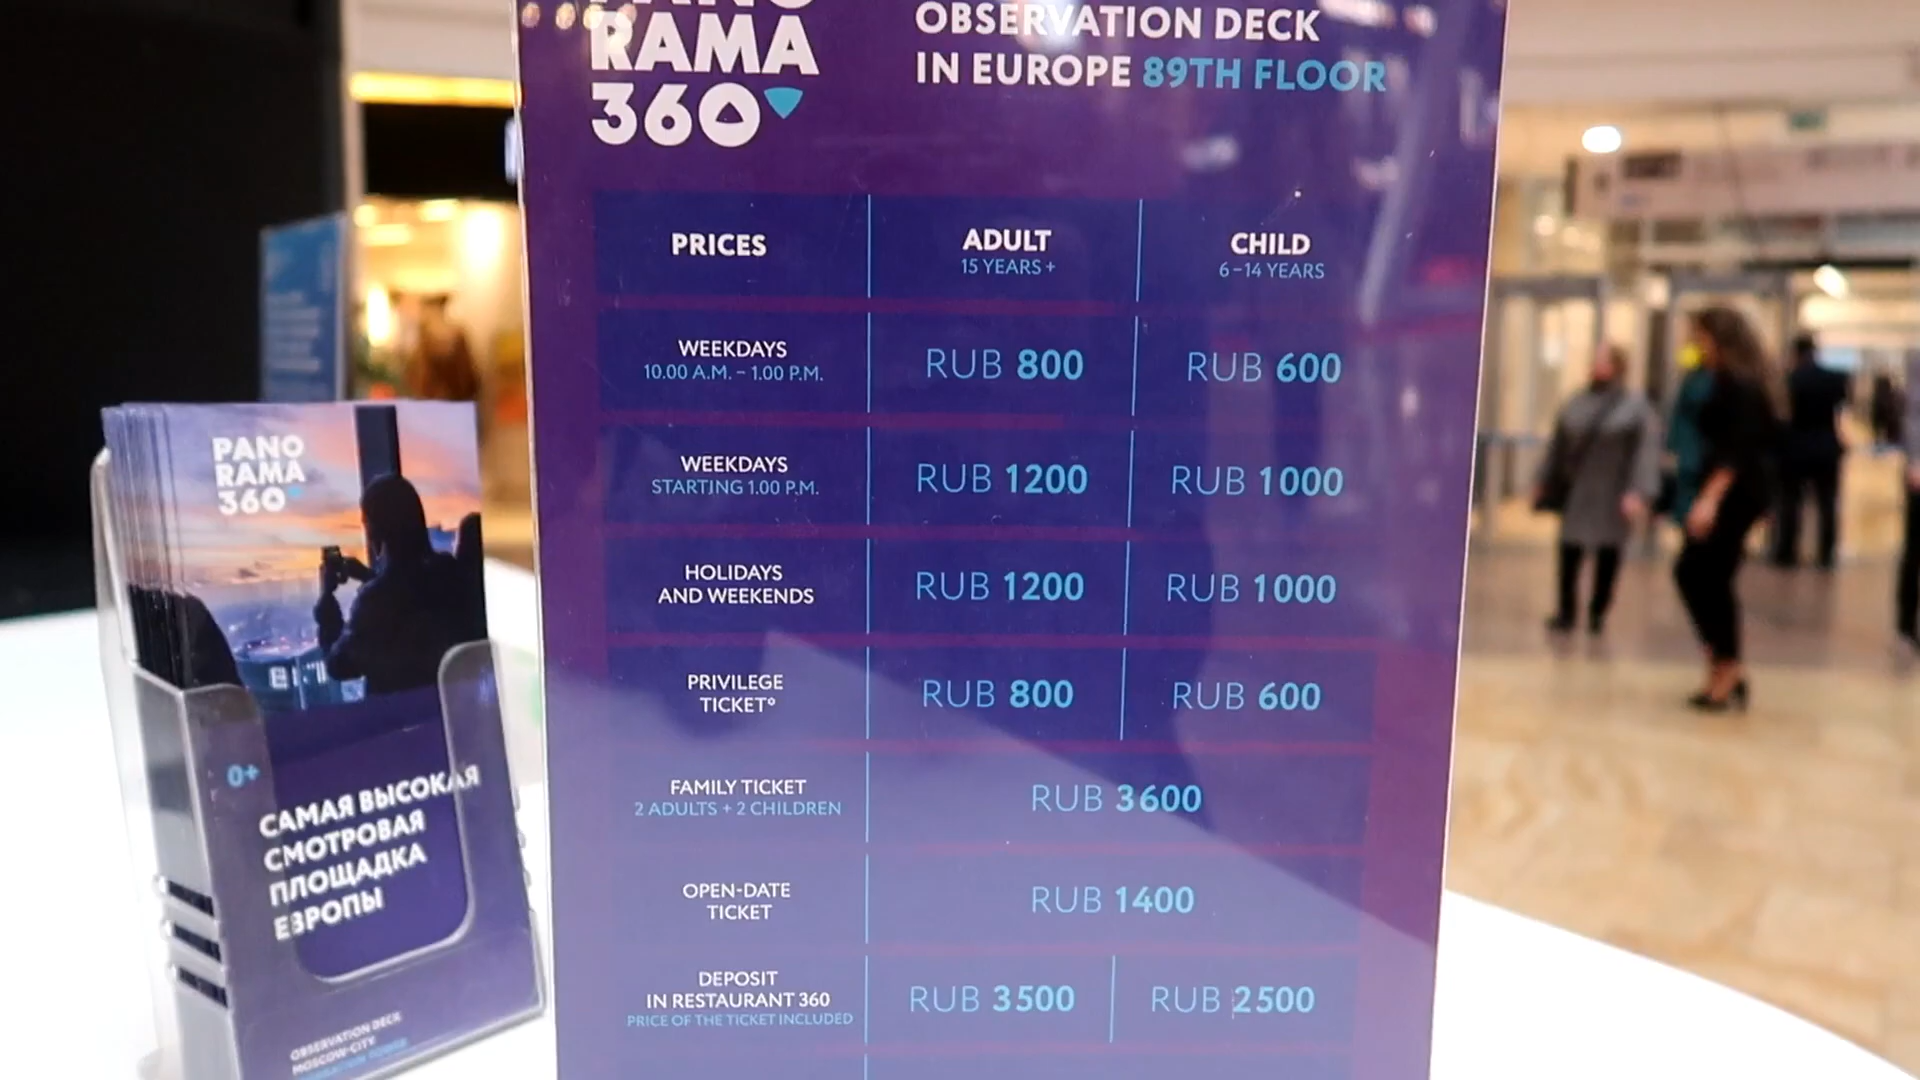 RAMA
360
OBSERVATION DECK
IN EUROPE 89TH FLOOR
PRICES
ADULT
15 YEARS +
CHILD
6-14 YEARS
WEEKDAYS
10.00 A.M. - 1.00 P.M.
RUB 800
RUB 600
WEEKDAYS
STARTING 1.00 P.M.
RUB 1200
RUB 1000
HOLIDAYS
AND WEEKENDS
RUB 1200
RUB 1000
PRIVILEGE
TICKET°
RUB 800
RUB 600
FAMILY TICKET
2 ADULTS + 2 CHILDREN
RUB 3600
OPEN-DATE
TICKET
RUB 1400
DEPOSIT
IN RESTAURANT 360
PRICE OF THE TICKET INCLUDED
RUB 3500
RUB 2500
PANO
RAMA
360
0+
САМАЯ ВЫСОКАЯ
СМОТРОВАЯ
ПЛОЩАДКА
ЕВРОПЫ
OBSERVATION DECK
MOSCOW-CITY